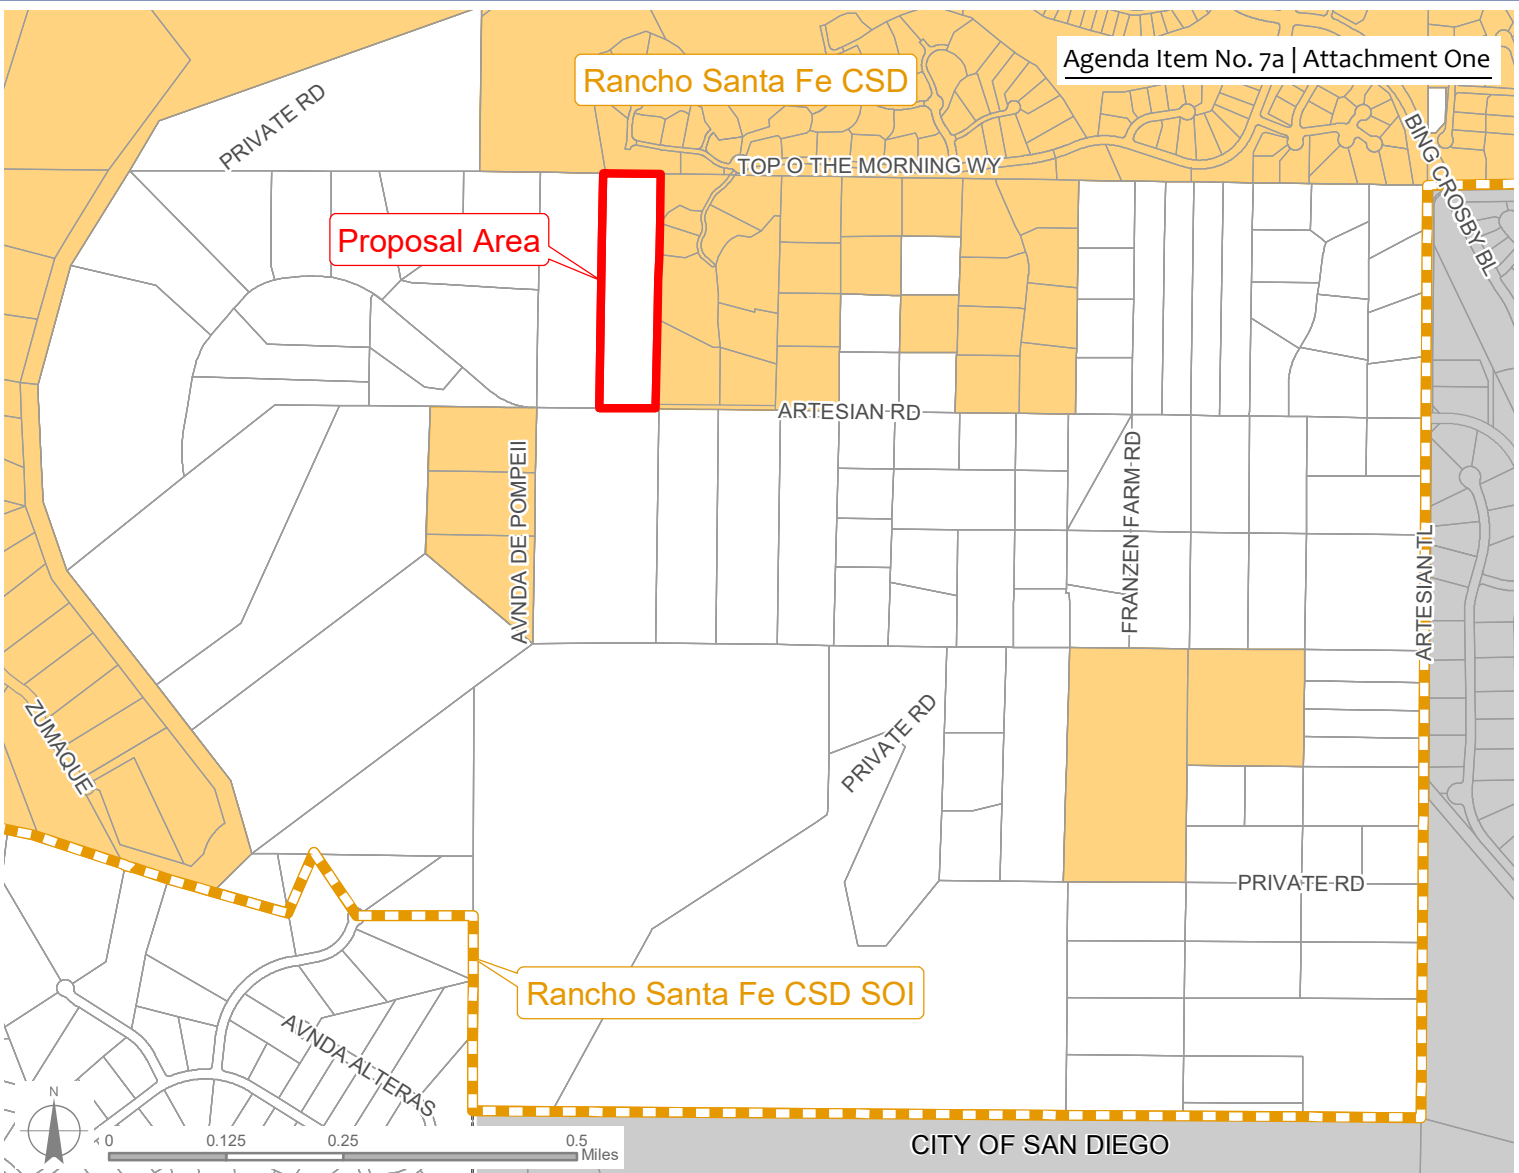 Agenda Item No. 7a | Attachment One
Rancho Santa Fe CSD
PRIVATE RD
BING CROSBY BL
TOP O THE MORNING WY
Proposal Area
ARTESIAN RD
AVNDA DE POMPEII
FRANZEN FARM RD
ARTESIAN TL
ZUMAQUE
PRIVATE RD
PRIVATE RD
Rancho Santa Fe CSD SOI
AVNDA ALTERAS
N
0 0.125 0.25 0.5
Miles
CITY OF SAN DIEGO